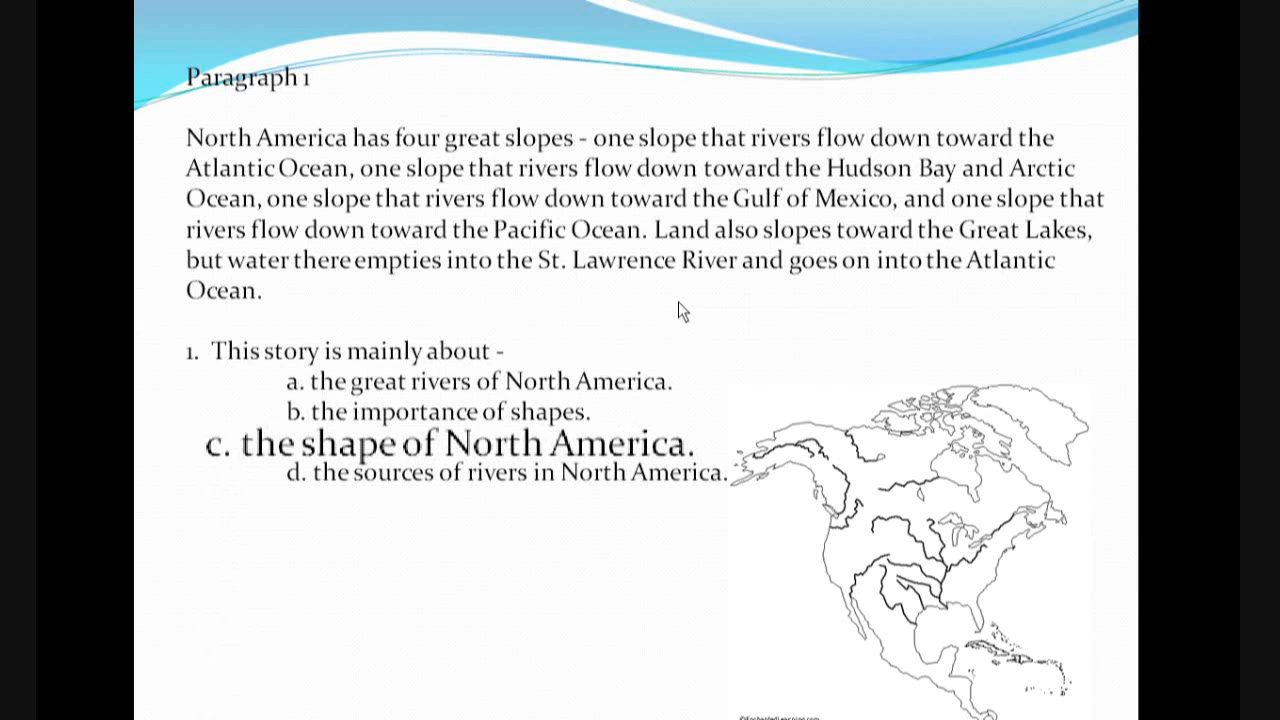 Paragraph 1
North America has four great slopes - one slope that rivers flow down toward the
Atlantic Ocean, one slope that rivers flow down toward the Hudson Bay and Arctic
Ocean, one slope that rivers flow down toward the Gulf of Mexico, and one slope that
rivers flow down toward the Pacific Ocean. Land also slopes toward the Great Lakes,
but water there empties into the St. Lawrence River and goes on into the Atlantic
Ocean.
1. This story is mainly about -
a. the great rivers of North America.
b. the importance of shapes.
c. the shape of North America.
d. the sources of rivers in North America.
©EnchantedLearning.com